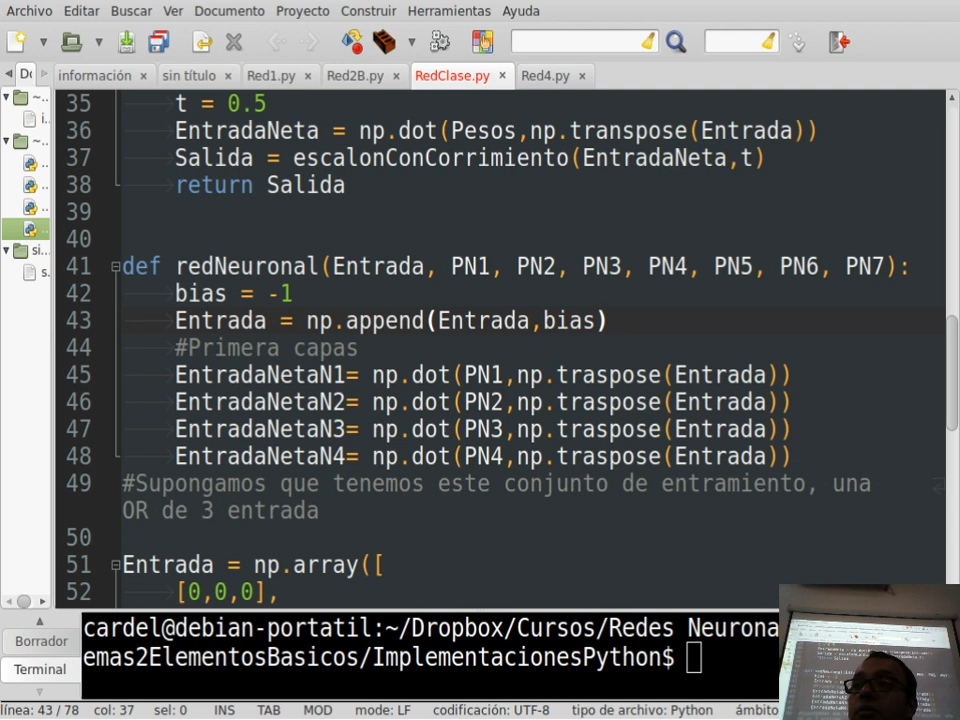 Archivo Editar Buscar Ver Documento Proyecto Construir Herramientas Ayuda
información × sin título × Red1.py × Red2B.py × RedClase.py × Red4.py ×
35 t = 0.5
36 EntradaNeta = np.dot(Pesos,np.transpose(Entrada))
37 Salida = escalonConCorrimiento(EntradaNeta,t)
38 return Salida
39
40
41 def redNeuronal(Entrada, PN1, PN2, PN3, PN4, PN5, PN6, PN7):
42 bias = -1
43 Entrada = np.append(Entrada,bias)
44 #Primera capas
45 EntradaNetaN1= np.dot(PN1,np.traspose(Entrada))
46 EntradaNetaN2= np.dot(PN2,np.traspose(Entrada))
47 EntradaNetaN3= np.dot(PN3,np.traspose(Entrada))
48 EntradaNetaN4= np.dot(PN4,np.traspose(Entrada))
49 #Supongamos que tenemos este conjunto de entramiento, una
OR de 3 entrada
50
51 Entrada = np.array([
52 [0,0,0],
Borrador
Terminal
cardel@debian-portatil:~/Dropbox/Cursos/Redes Neurona
emas2ElementosBasicos/ImplementacionesPython$
línea: 43 / 78 col: 37 sel: 0 INS TAB MOD mode: LF codificación: UTF-8 tipo de archivo: Python ámbito